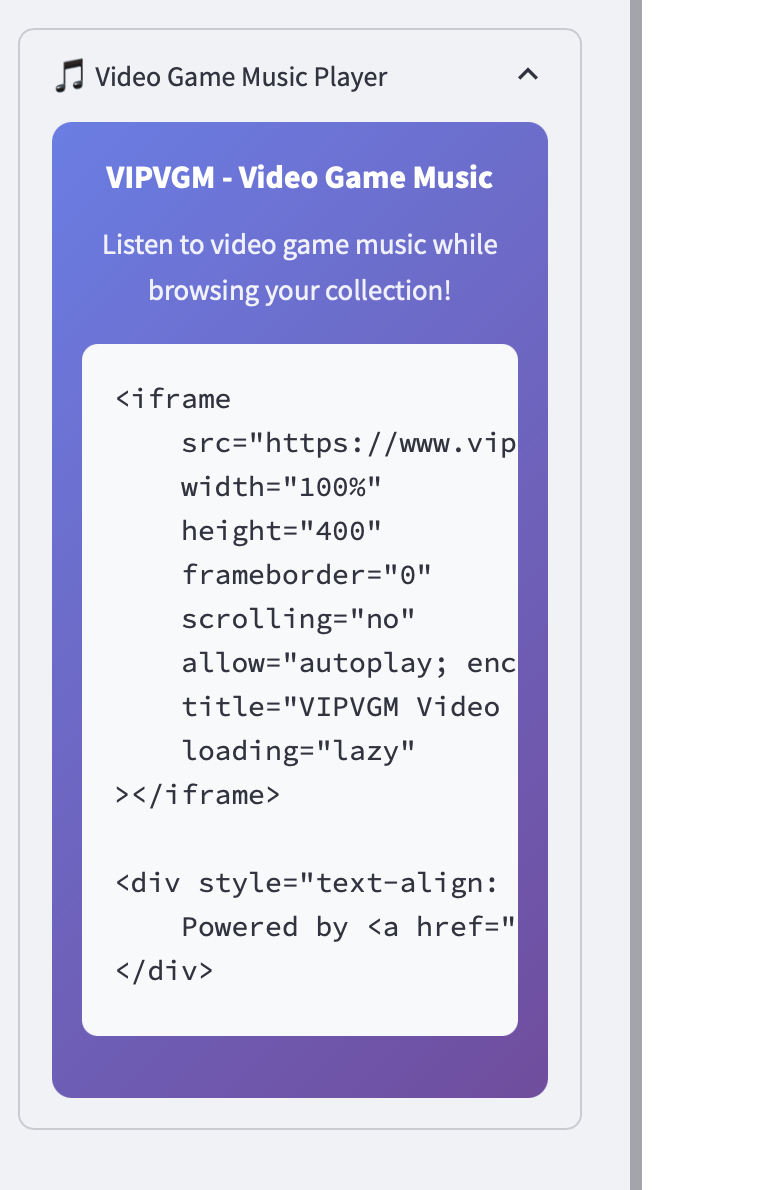 Video Game Music Player
VIPVGM - Video Game Music
Listen to video game music while
browsing your collection!
<iframe
    src="https://www.vip
    width="100%"
    height="400"
    frameborder="0"
    scrolling="no"
    allow="autoplay; enc
    title="VIPVGM Video
    loading="lazy"
></iframe>

<div style="text-align:
    Powered by <a href="
</div>